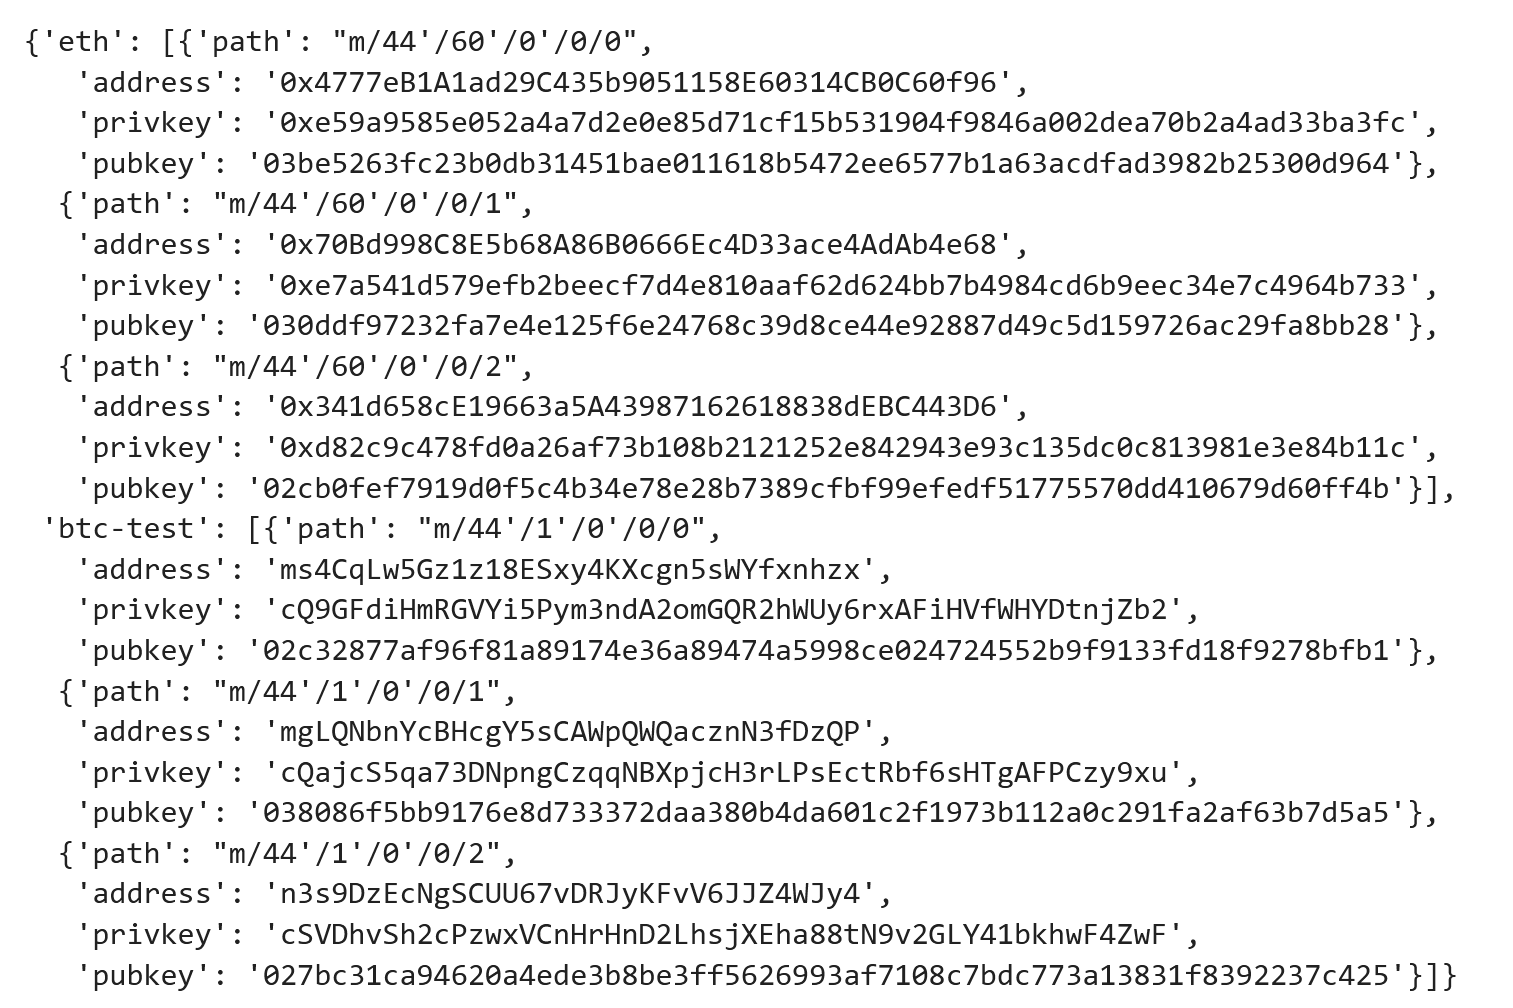 {'eth': [{'path': "m/44'/60'/0'/0/0",
'address': '0x4777eB1A1ad29C435b9051158E60314CB0C60f96',
'privkey': '0xe59a9585e052a4a7d2e0e85d71cf15b531904f9846a002dea70b2a4ad33ba3fc',
'pubkey': '03be5263fc23b0db31451bae011618b5472ee6577b1a63acdfad3982b25300d964'},
{'path': "m/44'/60'/0'/0/1",
'address': '0x70Bd998C8E5b68A86B0666Ec4D33ace4AdAb4e68',
'privkey': '0xe7a541d579efb2beecf7d4e810aaf62d624bb7b4984cd6b9eec34e7c4964b733',
'pubkey': '030ddf97232fa7e4e125f6e24768c39d8ce44e92887d49c5d159726ac29fa8bb28'},
{'path': "m/44'/60'/0'/0/2",
'address': '0x341d658cE19663a5A43987162618838dEBC443D6',
'privkey': '0xd82c9c478fd0a26af73b108b2121252e842943e93c135dc0c813981e3e84b11c',
'pubkey': '02cb0fef7919d0f5c4b34e78e28b7389cfbf99efedf51775570dd410679d60ff4b'}],
'btc-test': [{'path': "m/44'/1'/0'/0/0",
'address': 'ms4CqLw5Gz1z18ESxy4KXcgn5sWYfxnhzx',
'privkey': 'cQ9GFdiHmRGVYi5Pym3ndA2omGQR2hWUy6rxAFiHVfWHYDtnjZb2',
'pubkey': '02c32877af96f81a89174e36a89474a5998ce024724552b9f9133fd18f9278bfb1'},
{'path': "m/44'/1'/0'/0/1",
'address': 'mgLQNbnYcBHcgY5sCAWpQWQacznN3fDzQP',
'privkey': 'cQajcS5qa73DNpngCzqqNBXpjcH3rLPsEctRbf6sHTgAFPCzy9xu',
'pubkey': '038086f5bb9176e8d733372daa380b4da601c2f1973b112a0c291fa2af63b7d5a5'},
{'path': "m/44'/1'/0'/0/2",
'address': 'n3s9DzEcNgSCUU67vDRJyKFvV6JJZ4WJy4',
'privkey': 'cSVDhvSh2cPzwxVCnHrHnD2LhsjXEha88tN9v2GLY41bkhwF4ZwF',
'pubkey': '027bc31ca94620a4ede3b8be3ff5626993af7108c7bdc773a13831f8392237c425'}]}